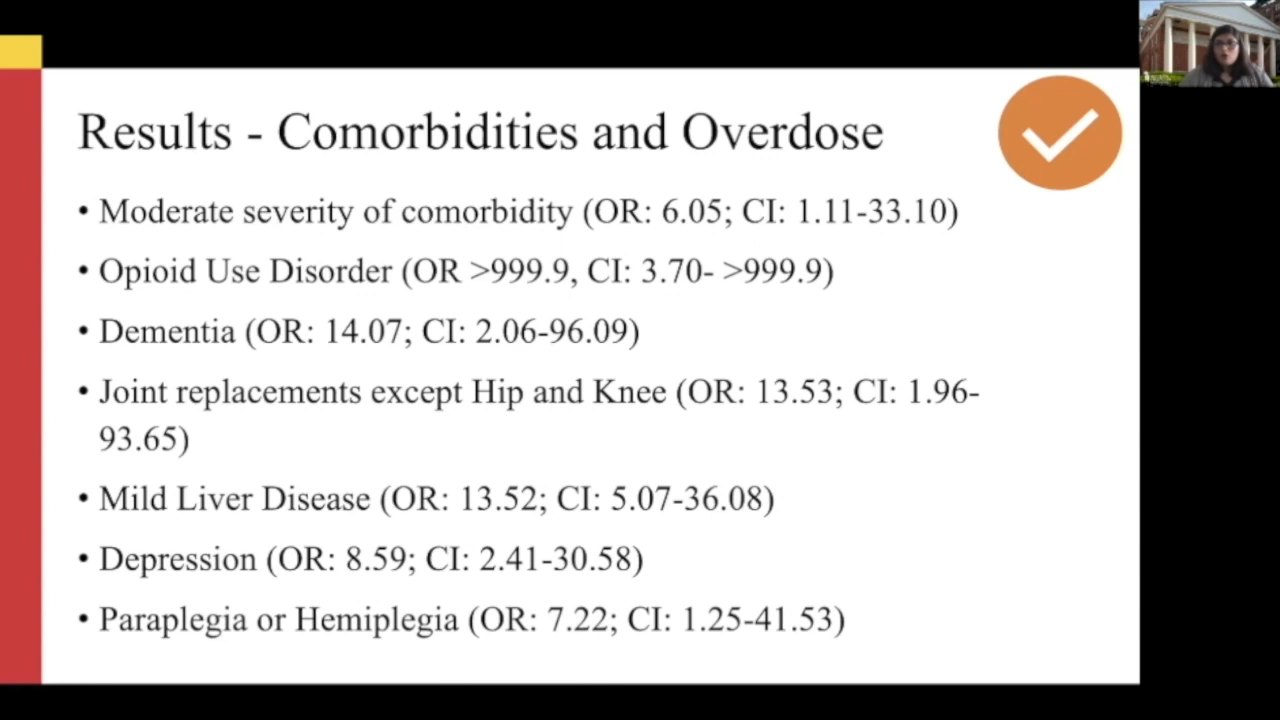 Results - Comorbidities and Overdose
• Moderate severity of comorbidity (OR: 6.05; CI: 1.11-33.10)
• Opioid Use Disorder (OR >999.9, CI: 3.70- >999.9)
• Dementia (OR: 14.07; CI: 2.06-96.09)
• Joint replacements except Hip and Knee (OR: 13.53; CI: 1.96-
93.65)
• Mild Liver Disease (OR: 13.52; CI: 5.07-36.08)
• Depression (OR: 8.59; CI: 2.41-30.58)
• Paraplegia or Hemiplegia (OR: 7.22; CI: 1.25-41.53)